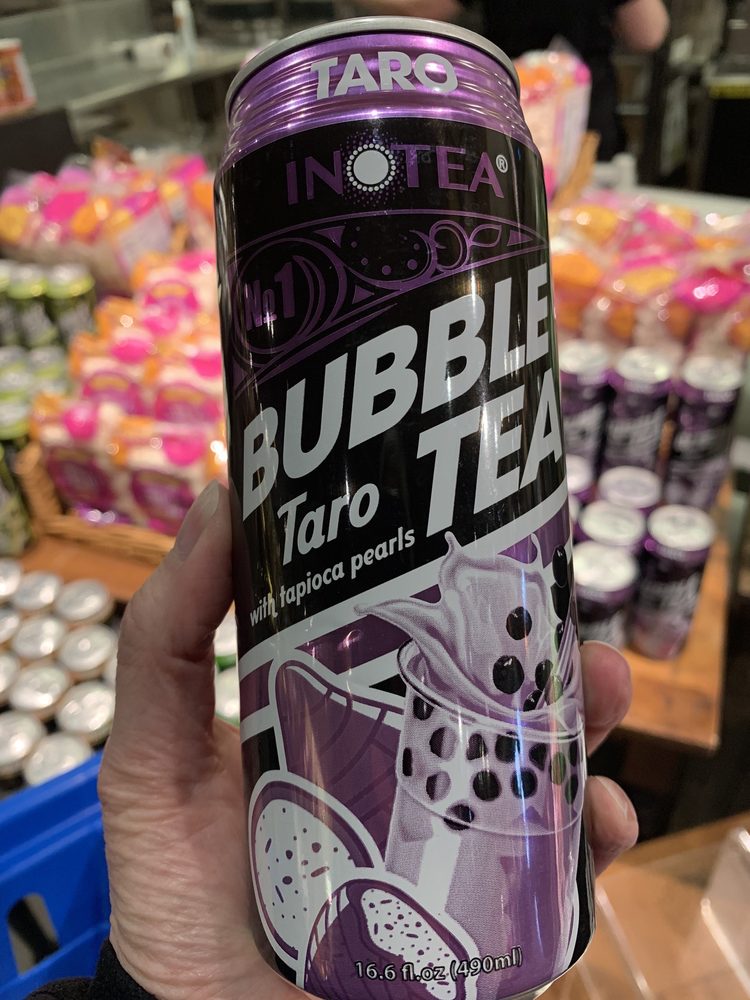 TARO
INOTEA®
No1
BUBBLE
TEA
Taro
with tapioca pearls
16.6 fl.oz (490ml)